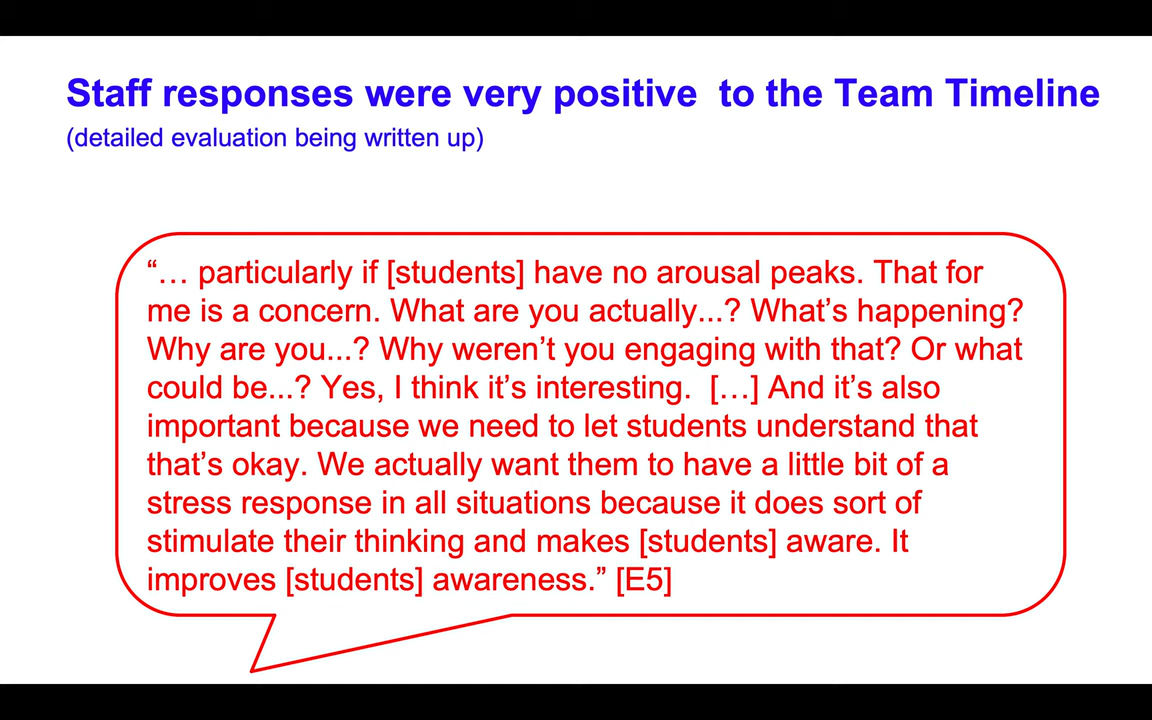 Staff responses were very positive  to the Team Timeline
(detailed evaluation being written up)
“… particularly if [students] have no arousal peaks. That for
me is a concern. What are you actually...? What’s happening?
Why are you...? Why weren’t you engaging with that? Or what
could be...? Yes, I think it’s interesting.  […] And it’s also
important because we need to let students understand that
that’s okay. We actually want them to have a little bit of a
stress response in all situations because it does sort of
stimulate their thinking and makes [students] aware. It
improves [students] awareness.” [E5]